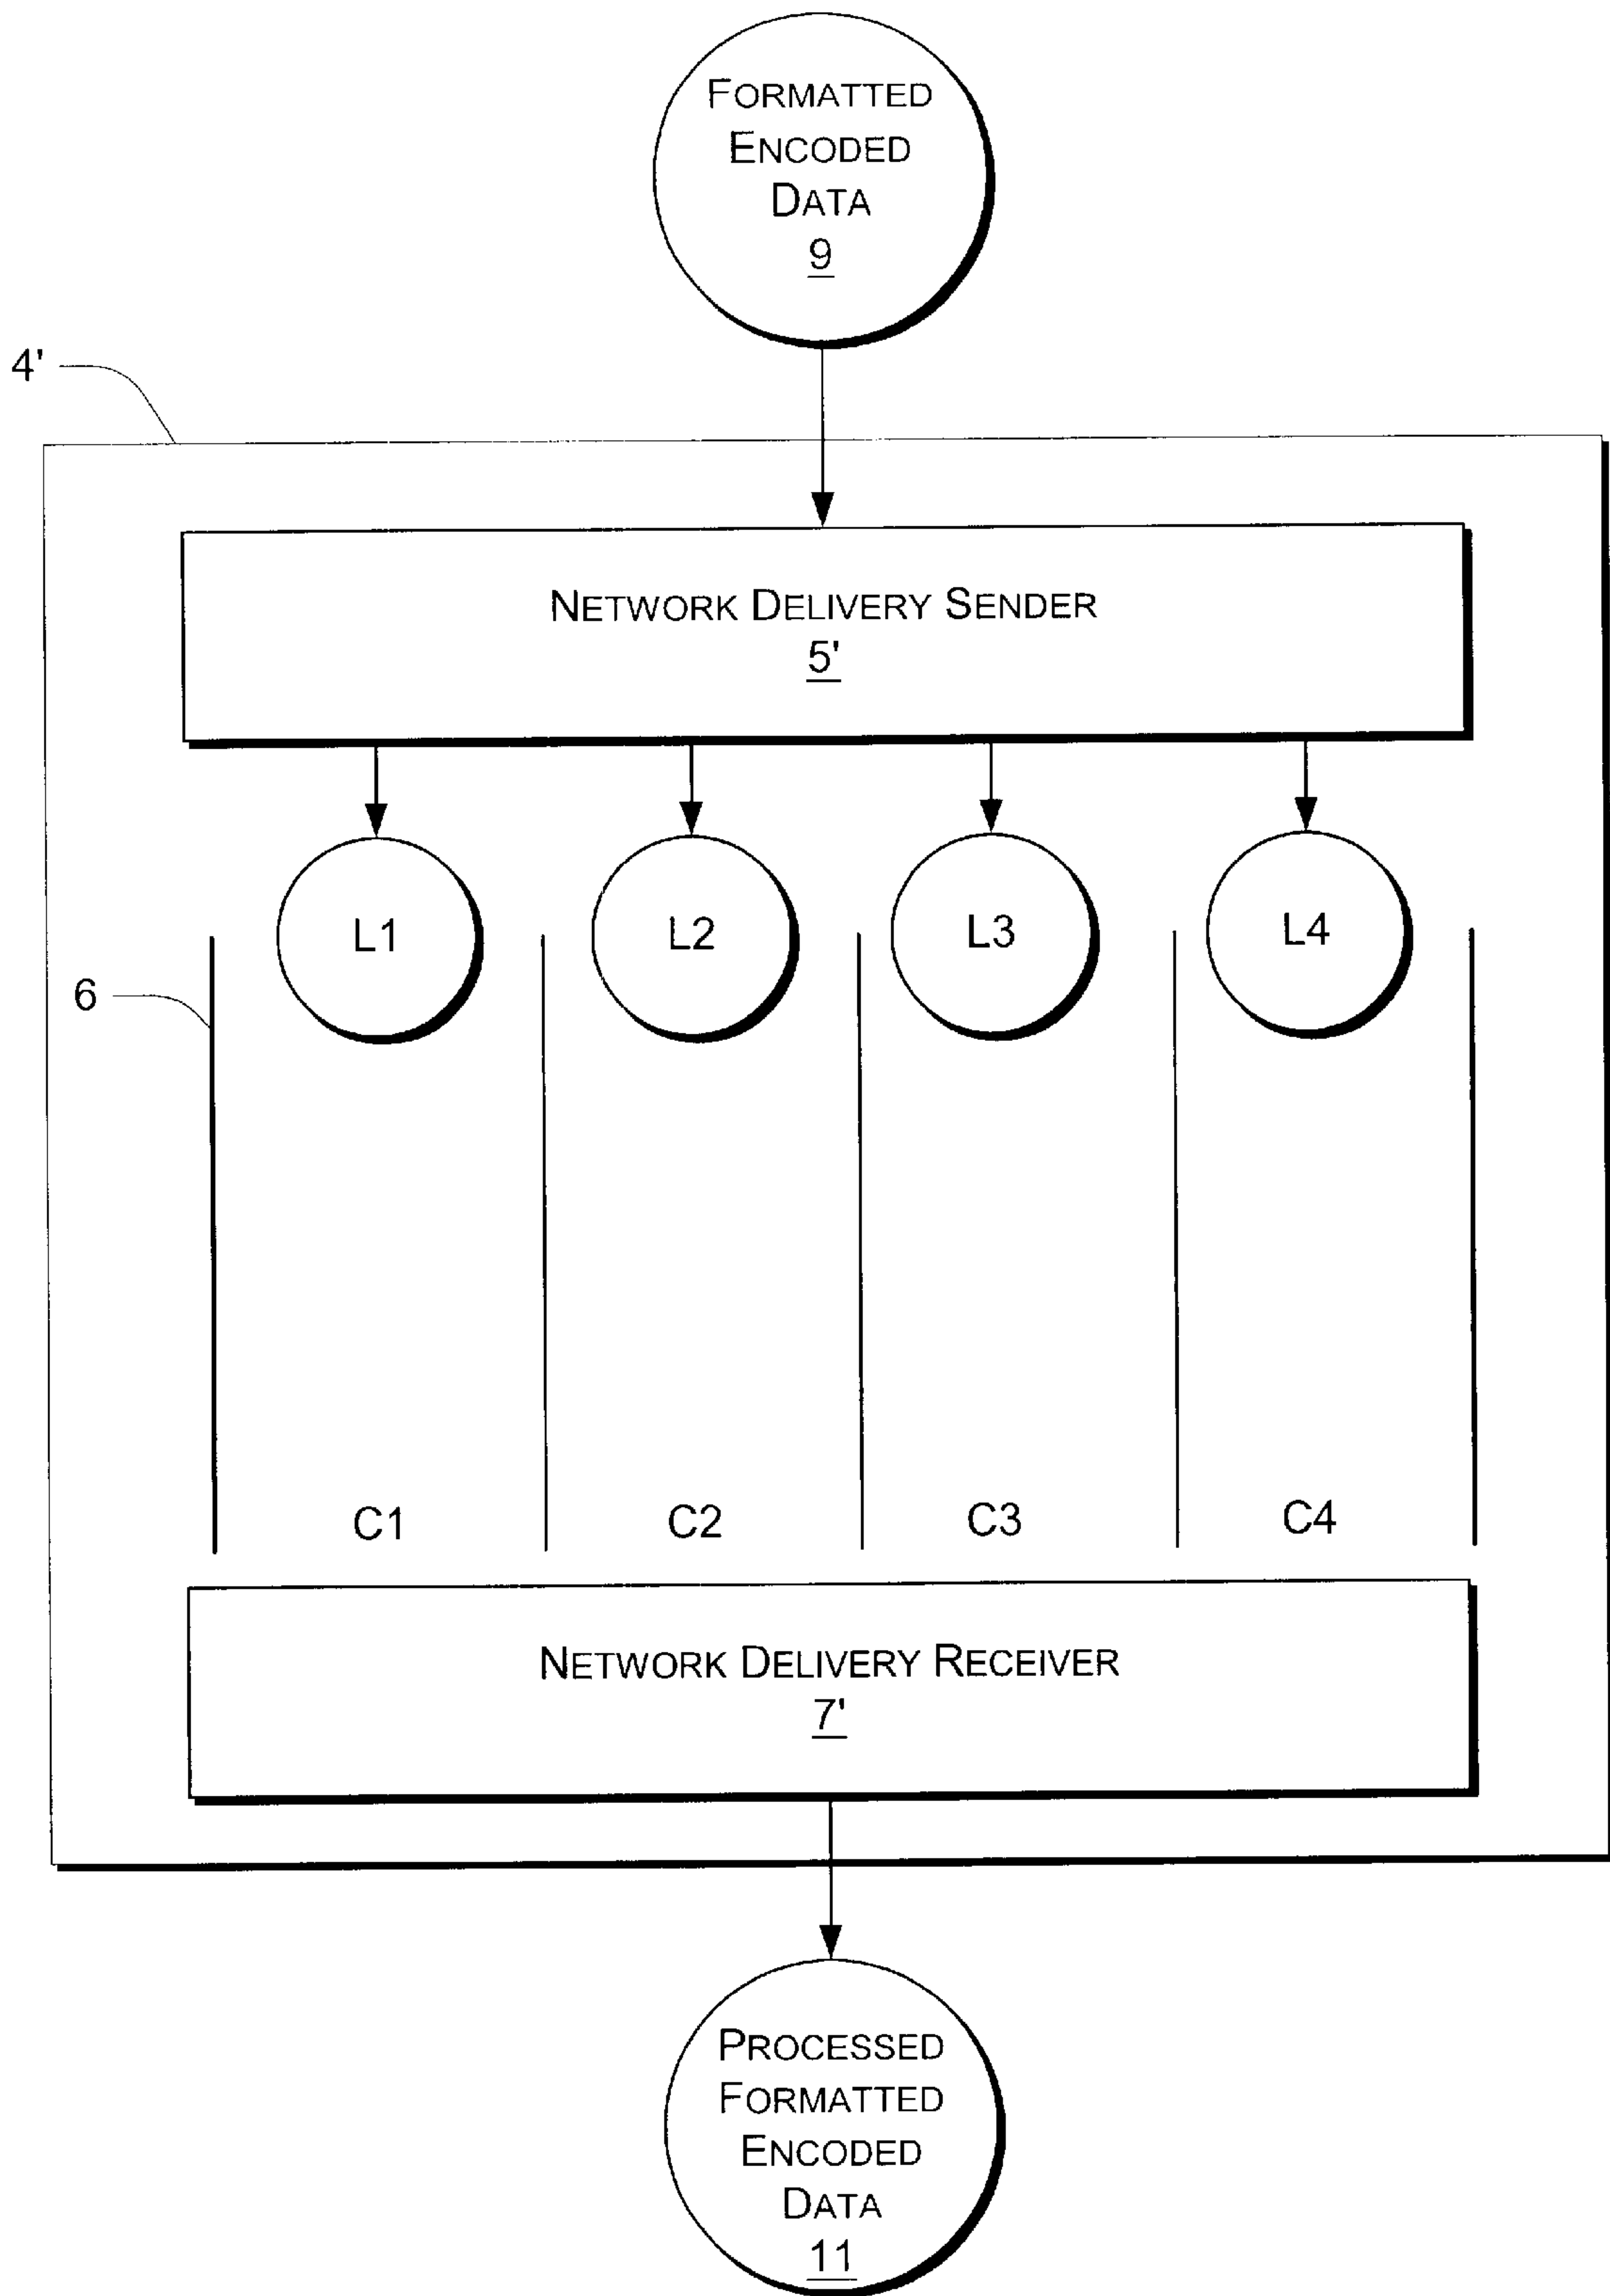 FORMATTED
ENCODED
DATA
9
4'
NETWORK DELIVERY SENDER
5'
L1 L2 L3 L4
6
C1 C2 C3 C4
NETWORK DELIVERY RECEIVER
7'
PROCESSED
FORMATTED
ENCODED
DATA
11